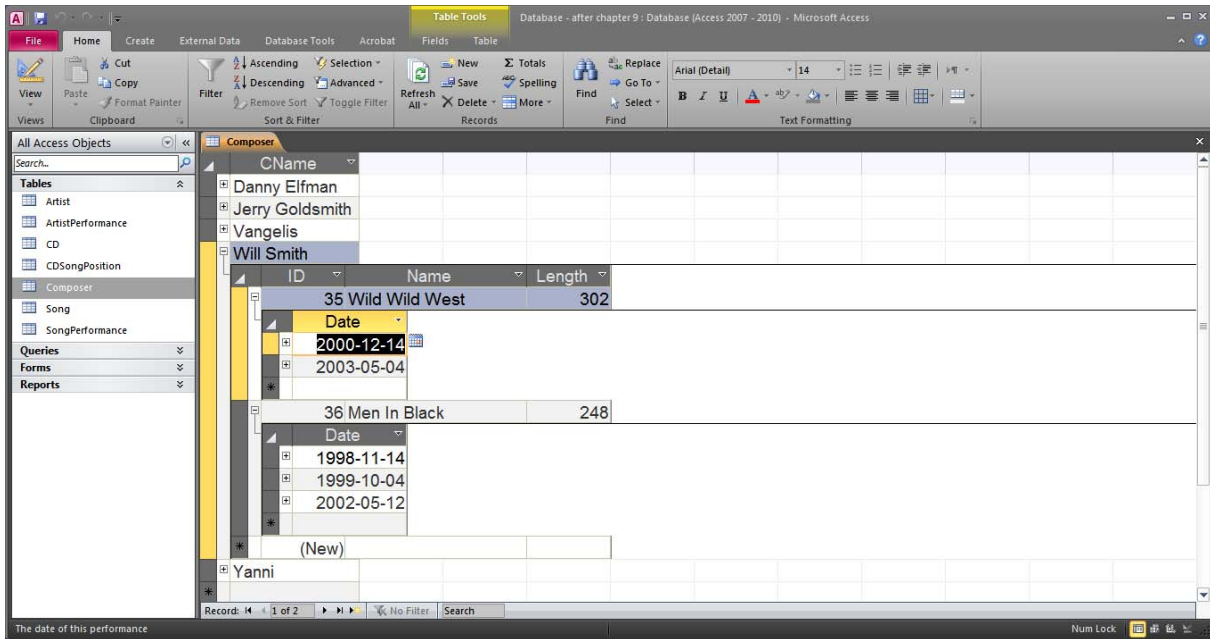 Table Tools
Database - after chapter 9 : Database (Access 2007 - 2010) - Microsoft Access
File Home Create External Data Database Tools Acrobat Fields Table
View
Views
Paste
Cut
Copy
Format Painter
Clipboard
Filter
Ascending
Descending
Remove Sort
Selection
Advanced
Toggle Filter
Sort & Filter
Refresh All
New
Save
Delete
Totals
Spelling
More
Records
Find
Replace
Go To
Select
Find
Arial (Detail) 14
B I U A
Text Formatting
All Access Objects
Search...
Tables
Artist
ArtistPerformance
CD
CDSongPosition
Composer
Song
SongPerformance
Queries
Forms
Reports
Composer
CName
Danny Elfman
Jerry Goldsmith
Vangelis
Will Smith
ID Name Length
35 Wild Wild West 302
Date
2000-12-14
2003-05-04
36 Men In Black 248
Date
1998-11-14
1999-10-04
2002-05-12
(New)
Yanni
Record: 1 of 2 No Filter Search
The date of this performance
Num Lock